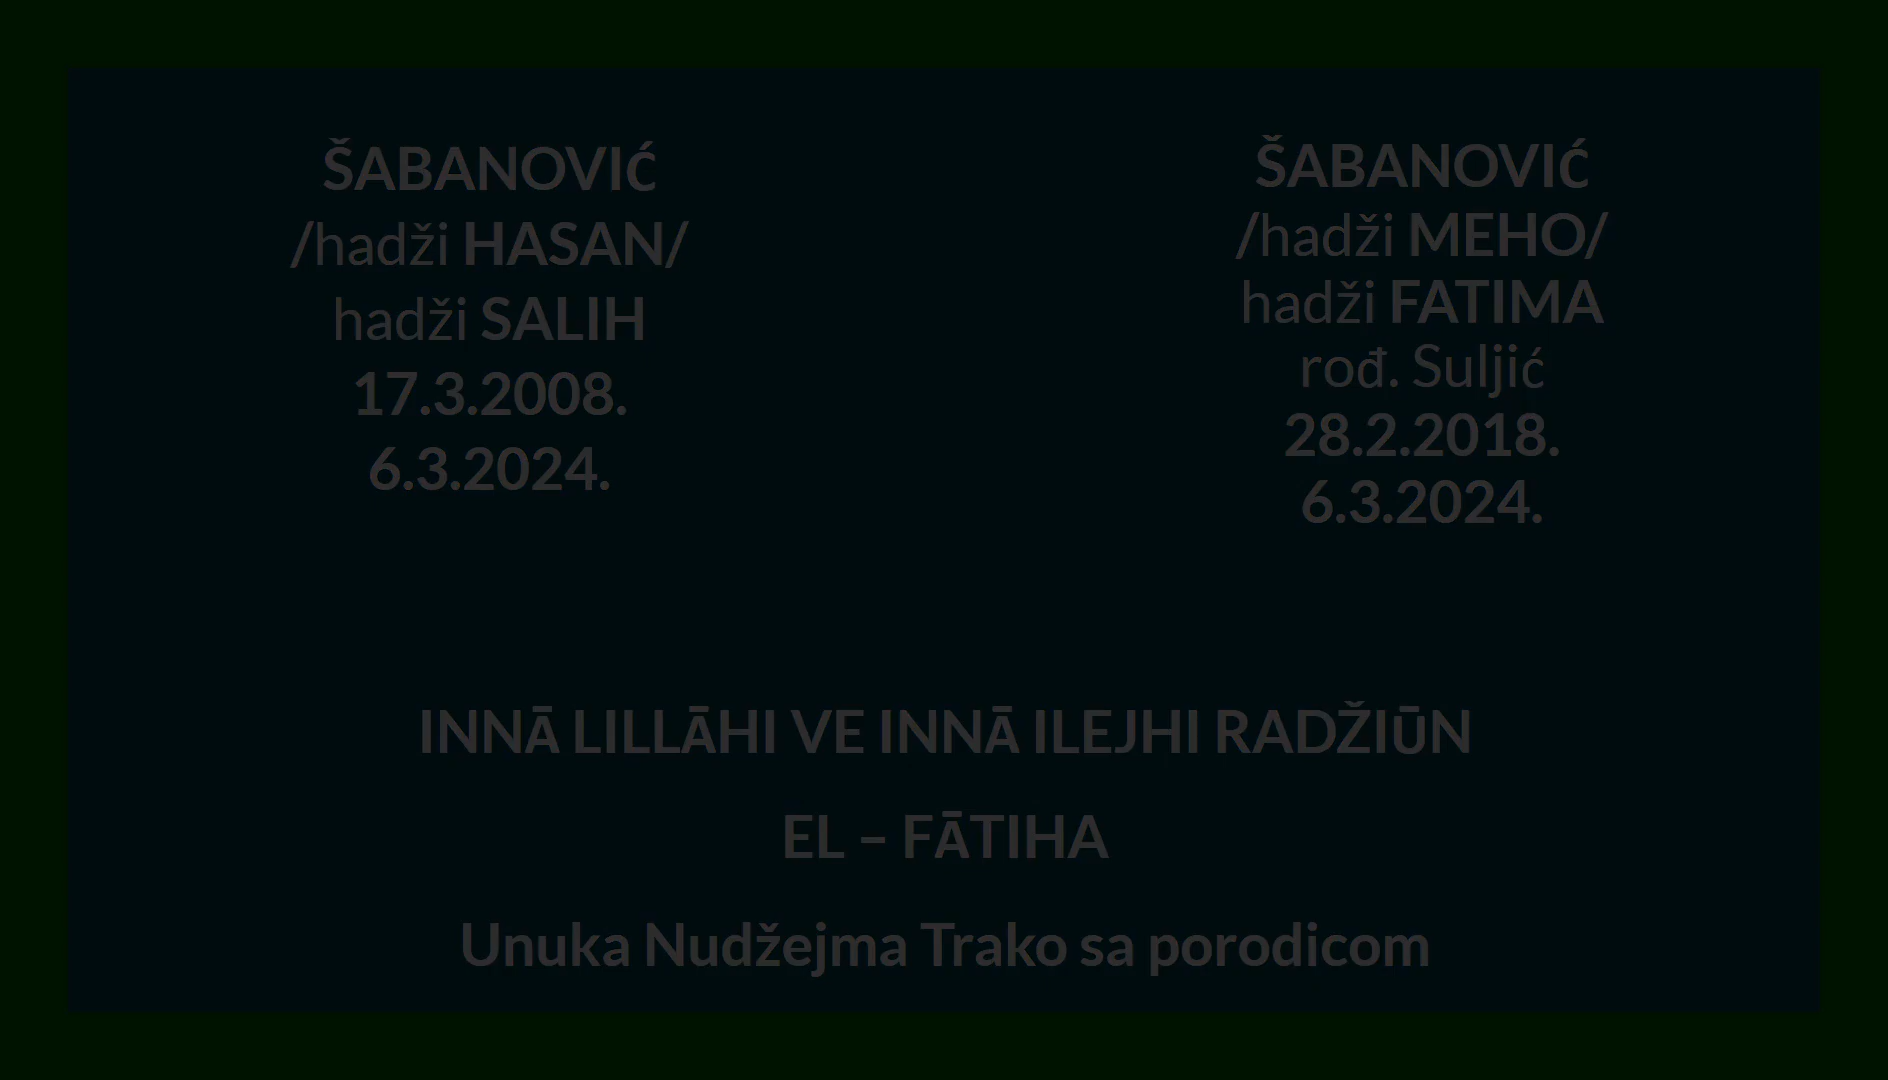 ŠABANOVIĆ
/hadži HASAN/
hadži SALIH
17.3.2008.
6.3.2024.
ŠABANOVIĆ
/hadži MEHO/
hadži FATIMA
rođ. Suljić
28.2.2018.
6.3.2024.
INNĀ LILLĀHI VE INNĀ ILEJHI RADŽIŪN
EL – FĀTIHA
Unuka Nudžejma Trako sa porodicom